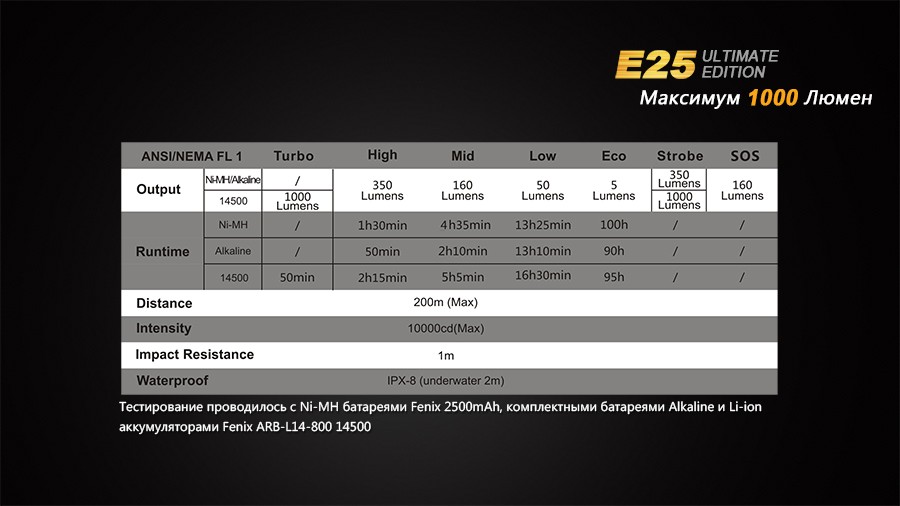 E25 ULTIMATE
EDITION
Максимум 1000 Люмен
ANSI/NEMA FL 1 Turbo High Mid Low Eco Strobe SOS
Output Ni-MH/Alkaline / 350 Lumens 160 Lumens 50 Lumens 5 Lumens 350 Lumens 160 Lumens
14500 1000 Lumens 1000 Lumens
Runtime Ni-MH / 1h30min 4h35min 13h25min 100h / /
Alkaline / 50min 2h10min 13h10min 90h / /
14500 50min 2h15min 5h5min 16h30min 95h / /
Distance 200m (Max)
Intensity 10000cd(Max)
Impact Resistance 1m
Waterproof IPX-8 (underwater 2m)
Тестирование проводилось с Ni-MH батареями Fenix 2500mAh, комплектными батареями Alkaline и Li-ion
аккумуляторами Fenix ARB-L14-800 14500